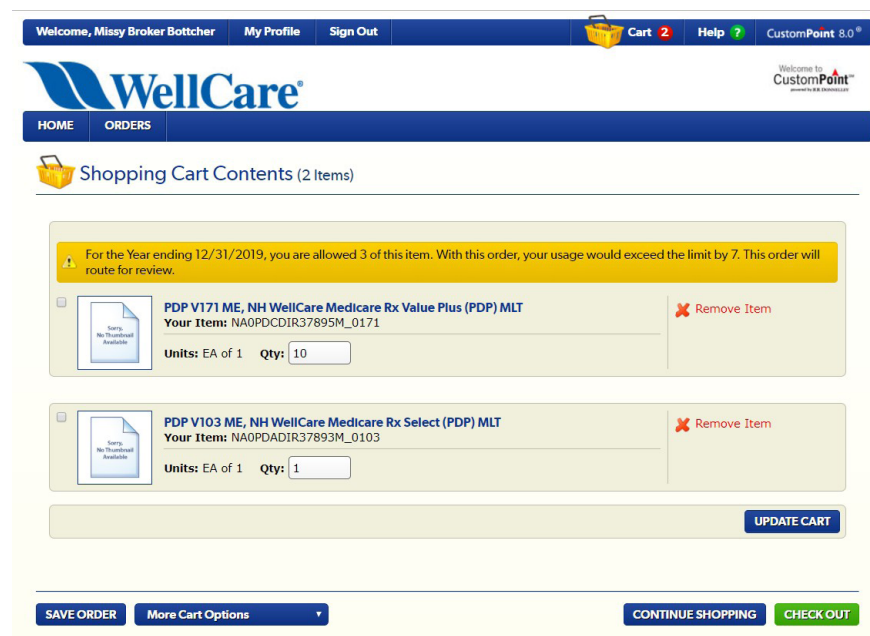 Welcome, Missy Broker Bottcher My Profile Sign Out Cart 2 Help ? CustomPoint 8.0®
WellCare®
Welcome to
CustomPoint™
powered by RR DONNELLEY
HOME ORDERS
Shopping Cart Contents (2 Items)
For the Year ending 12/31/2019, you are allowed 3 of this item. With this order, your usage would exceed the limit by 7. This order will
route for review.
Sorry,
No Thumbnail
Available
PDP V171 ME, NH WellCare Medicare Rx Value Plus (PDP) MLT
Your Item: NA0PDCDIR37895M_0171
Units: EA of 1 Qty: 10
Remove Item
Sorry,
No Thumbnail
Available
PDP V103 ME, NH WellCare Medicare Rx Select (PDP) MLT
Your Item: NA0PDADIR37893M_0103
Units: EA of 1 Qty: 1
Remove Item
UPDATE CART
SAVE ORDER More Cart Options CONTINUE SHOPPING CHECK OUT